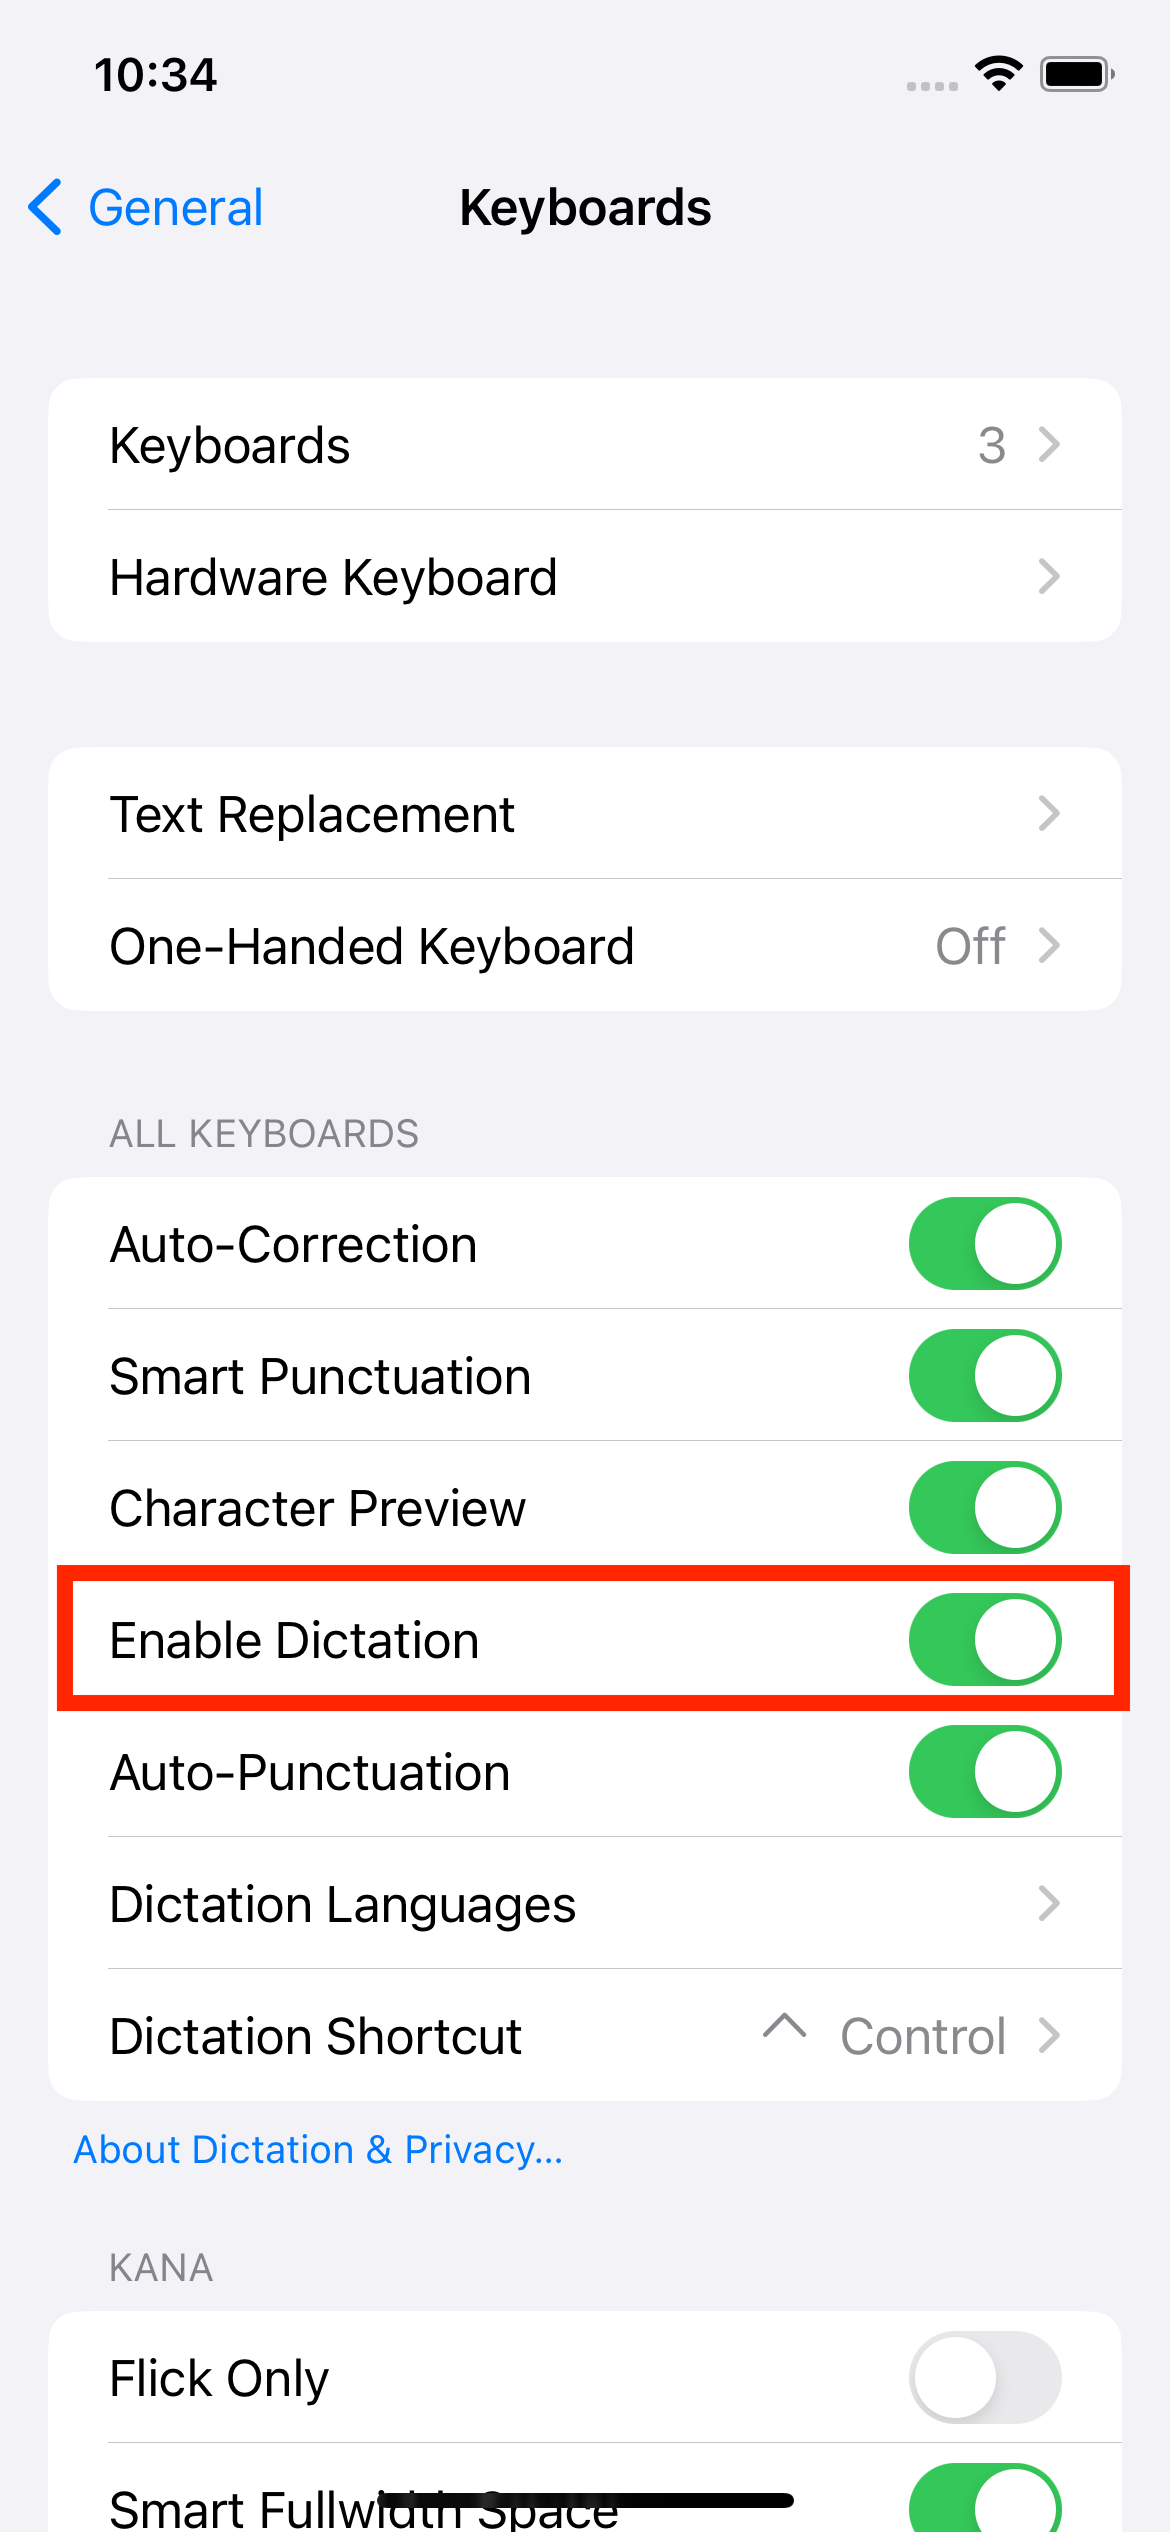 10:34
General
Keyboards
Keyboards 3
Hardware Keyboard
Text Replacement
One-Handed Keyboard Off
ALL KEYBOARDS
Auto-Correction
Smart Punctuation
Character Preview
Enable Dictation
Auto-Punctuation
Dictation Languages
Dictation Shortcut ^ Control
About Dictation & Privacy...
KANA
Flick Only
Smart Fullwidth Space